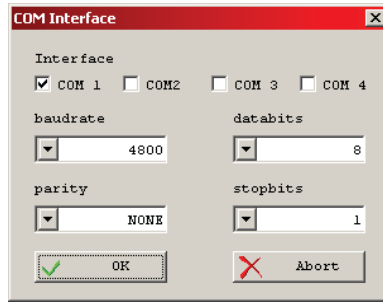 COM Interface
Interface
COM 1 COM2 COM 3 COM 4
baudrate databits
4800 8
parity stopbits
NONE 1
OK Abort